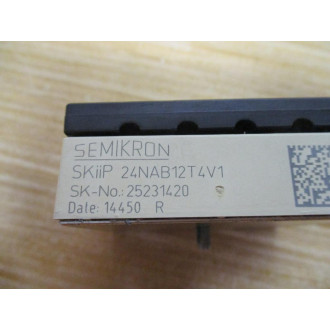 SEMIKRON
SKiiP 24NAB12T4V1
SK-No.: 25231420
Date: 14450 R